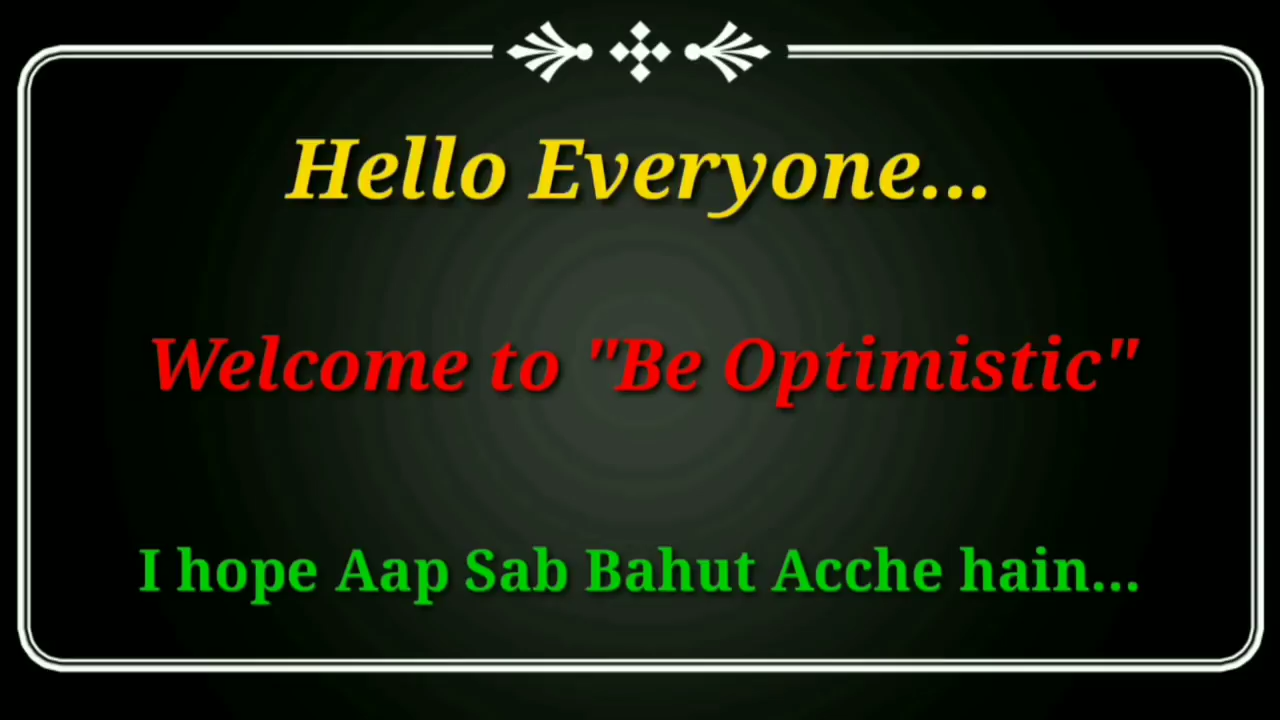 Hello Everyone...
Welcome to "Be Optimistic"
I hope Aap Sab Bahut Acche hain...